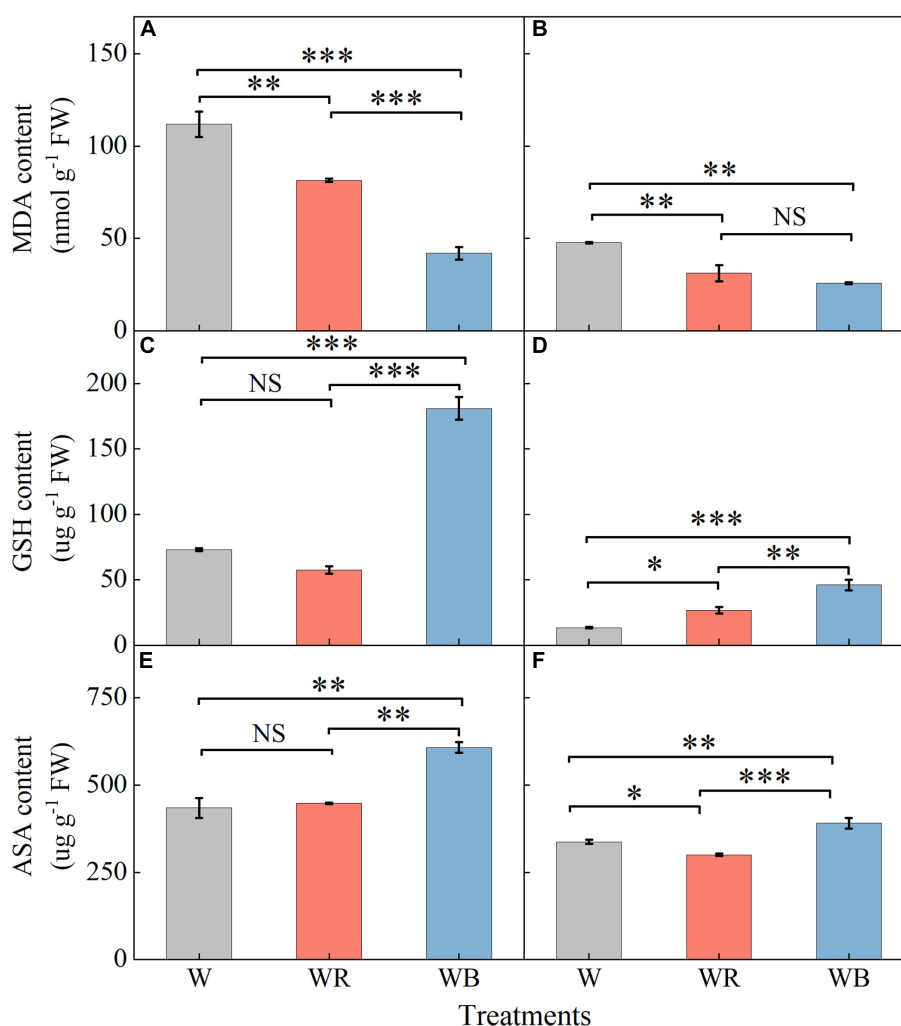 A
B
MDA content
(nmol g-1 FW)
150
100
50
0
***
**
***
**
**
NS
C
D
GSH content
(ug g-1 FW)
200
150
100
50
0
***
NS
***
***
*
**
E
F
ASA content
(ug g-1 FW)
750
500
250
0
**
NS
**
**
*
***
W WR WB W WR WB
Treatments